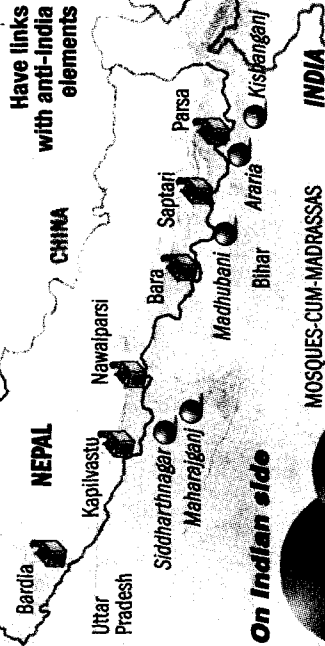 Have links
with anti-India
elements
CHINA
NEPAL
Bardia
Kapilvastu
Nawalparsi
Bara
Saptari
Parsa
Uttar
Pradesh
Siddharthnagar
Maharajganj
Madhubani
Araria
Kishanganj
Bihar
INDIA
On Indian side
MOSQUES-CUM-MADRASSAS